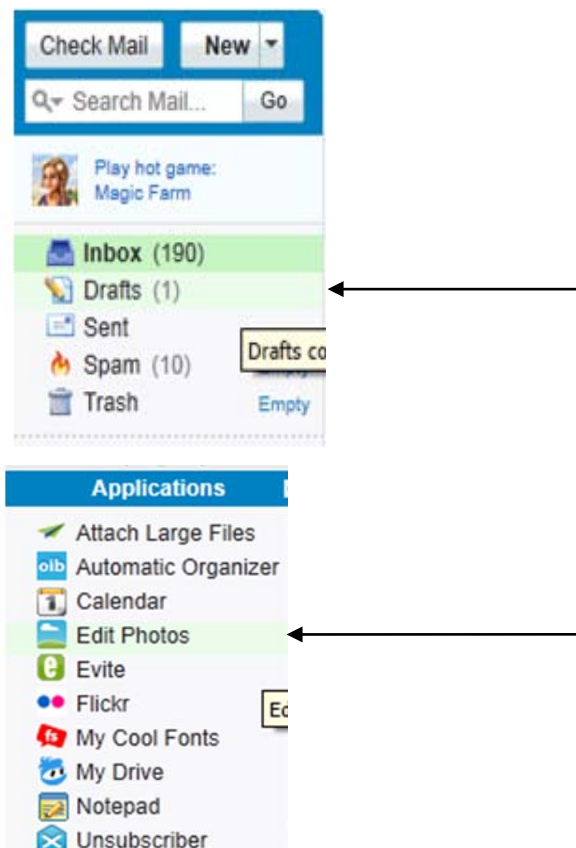 Check Mail New
Search Mail... Go
Play hot game:
Magic Farm
Inbox (190)
Drafts (1)
Sent
Drafts co
Spam (10)
Trash Empty
Applications
Attach Large Files
oib Automatic Organizer
1 Calendar
Edit Photos
e Evite
Flickr
Ed
fs My Cool Fonts
My Drive
Notepad
Unsubscriber